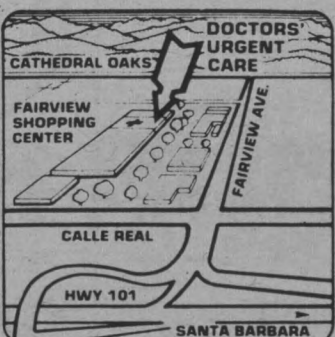 DOCTORS'
URGENT
CARE
CATHEDRAL OAKS
FAIRVIEW
SHOPPING
CENTER
FAIRVIEW AVE.
CALLE REAL
HWY 101
SANTA BARBARA